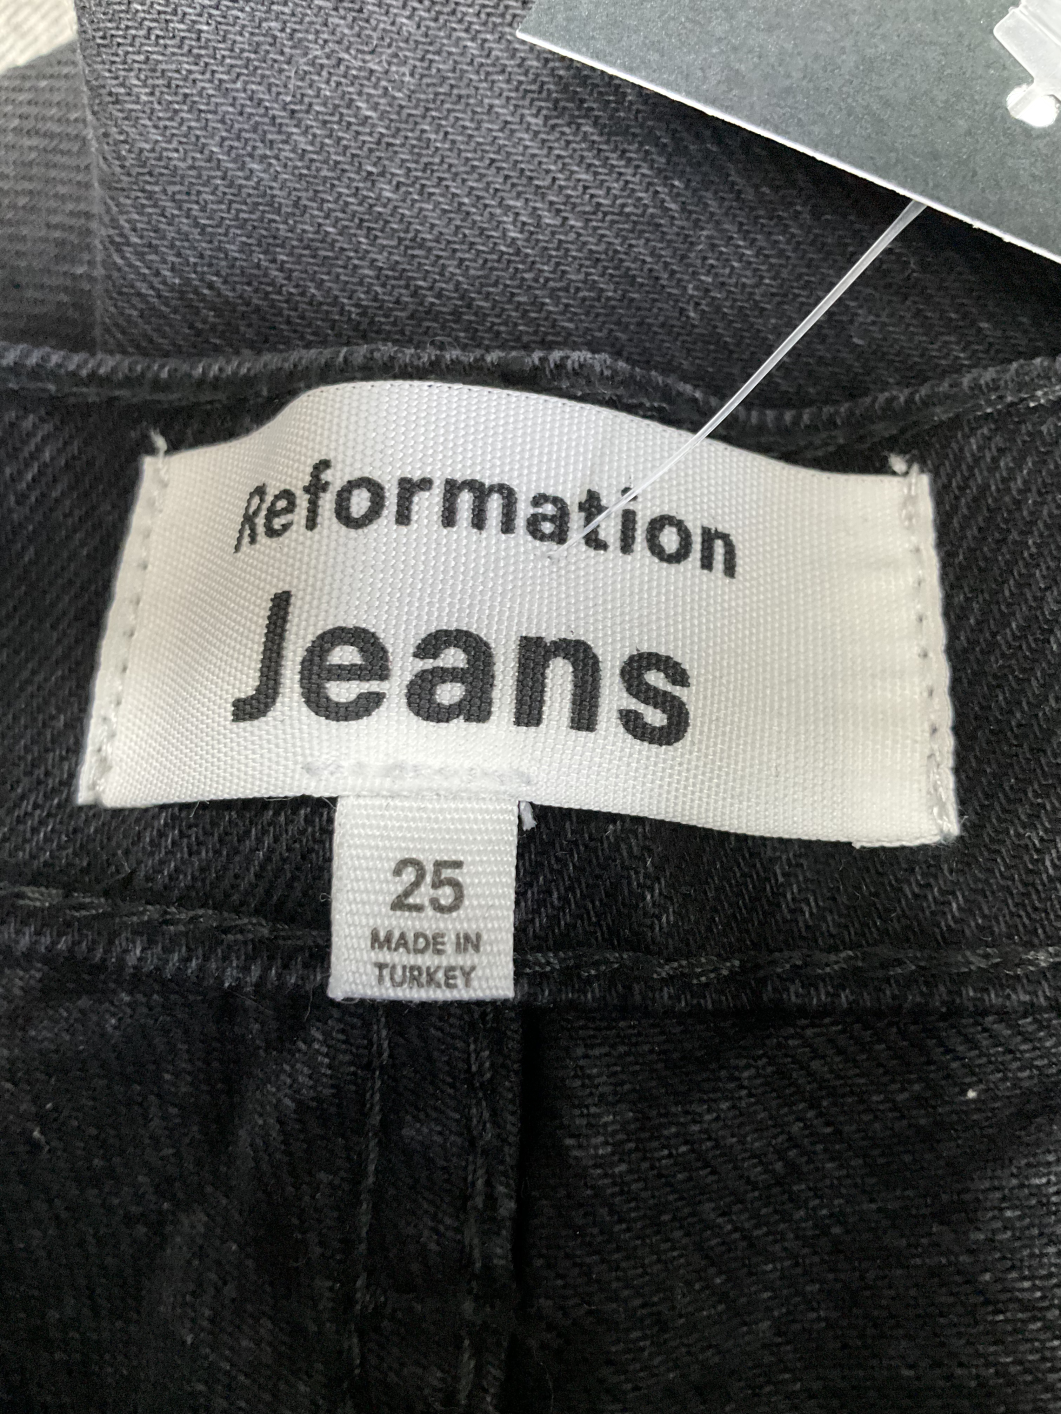 Reformation
Jeans
25
MADE IN
TURKEY